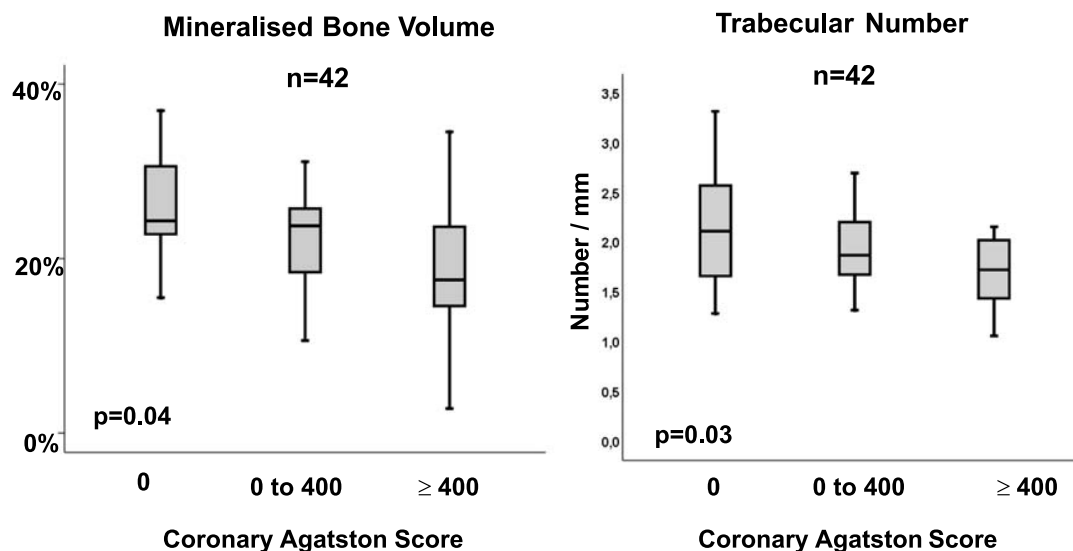 Mineralised Bone Volume
n=42
40%
20%
0%
p=0.04
0
0 to 400
≥ 400
Coronary Agatston Score
Trabecular Number
n=42
Number / mm
3,5
3,0
2,5
2,0
1,5
1,0
0,5
0,0
p=0.03
0
0 to 400
≥ 400
Coronary Agatston Score